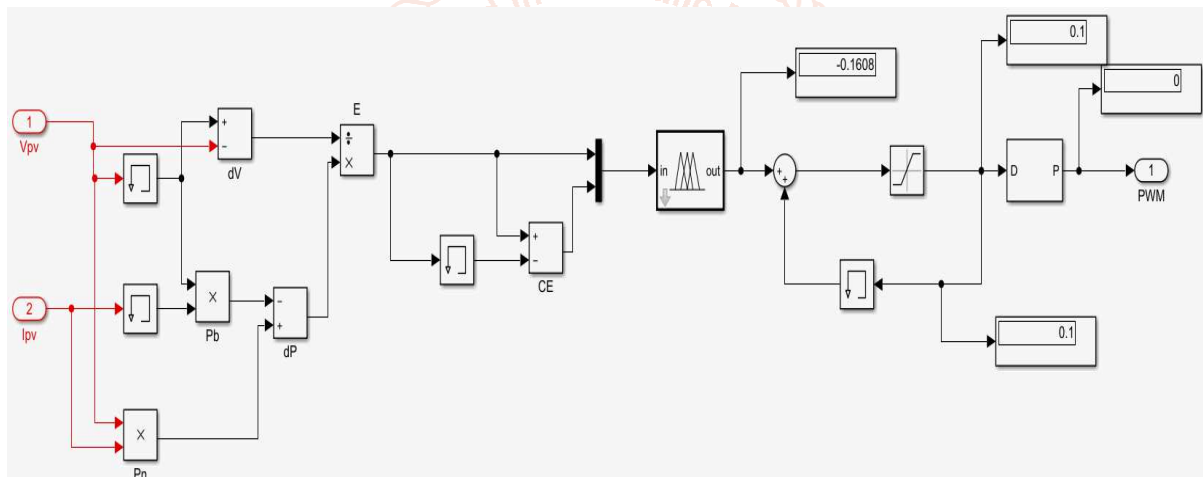 0.1
-0.1608
0
E
1
Vpv
+
−
dV
÷
×
in
out
+
+
D
P
1
PWM
+
−
CE
2
Ipv
×
Pb
−
+
dP
0.1
×
Pn